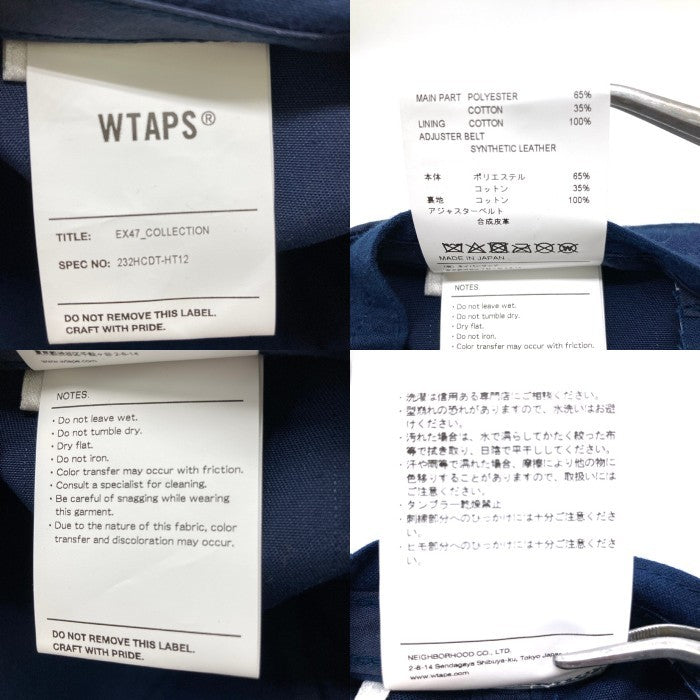 WTAPS®
TITLE: EX47_COLLECTION
SPEC NO: 232HCDT-HT12
DO NOT REMOVE THIS LABEL.
CRAFT WITH PRIDE.
MAIN PART POLYESTER 65%
COTTON 35%
LINING COTTON 100%
ADJUSTER BELT
SYNTHETIC LEATHER
本体 ポリエステル 65%
コットン 35%
裏地 コットン 100%
アジャスターベルト
合成皮革
MADE IN JAPAN
NOTES.
・Do not leave wet.
・Do not tumble dry.
・Dry flat.
・Do not iron.
・Color transfer may occur with friction.
2-6-14
www.wtaps.com
NOTES.
・Do not leave wet.
・Do not tumble dry.
・Dry flat.
・Do not iron.
・Color transfer may occur with friction.
・Consult a specialist for cleaning.
・Be careful of snagging while wearing
this garment.
・Due to the nature of this fabric, color
transfer and discoloration may occur.
DO NOT REMOVE THIS LABEL.
CRAFT WITH PRIDE.
・洗濯は信用ある専門店にご相談ください。
・型崩れの恐れがありますので、水洗いはお避
けください。
・汚れた場合は、水で濡らしてかたく絞った布
等で拭き取り、日陰で平干ししてください。
・汗や雨等で濡れた場合、摩擦により他の物に
色移りすることがありますので、取扱いには
ご注意ください。
・タンブラー乾燥禁止
・刺繍部分へのひっかけには十分ご注意くださ
い。
・ヒモ部分へのひっかけには十分ご注意くださ
い。
NEIGHBORHOOD CO., LTD.
2-6-14 Sendagaya Shibuya-ku, Tokyo Japan
www.wtaps.com